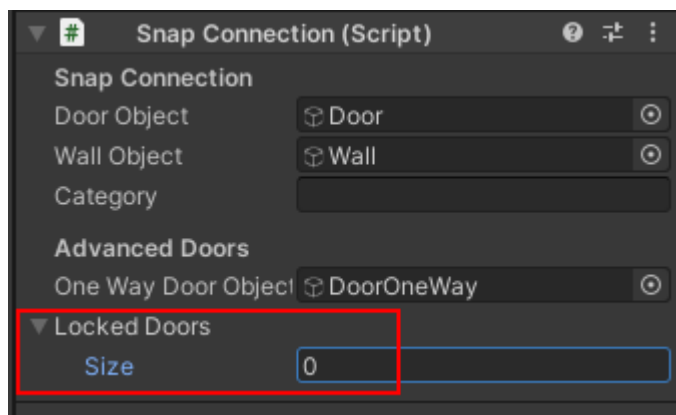 # Snap Connection (Script)
Snap Connection
Door Object Door
Wall Object Wall
Category
Advanced Doors
One Way Door Object DoorOneWay
Locked Doors
Size 0